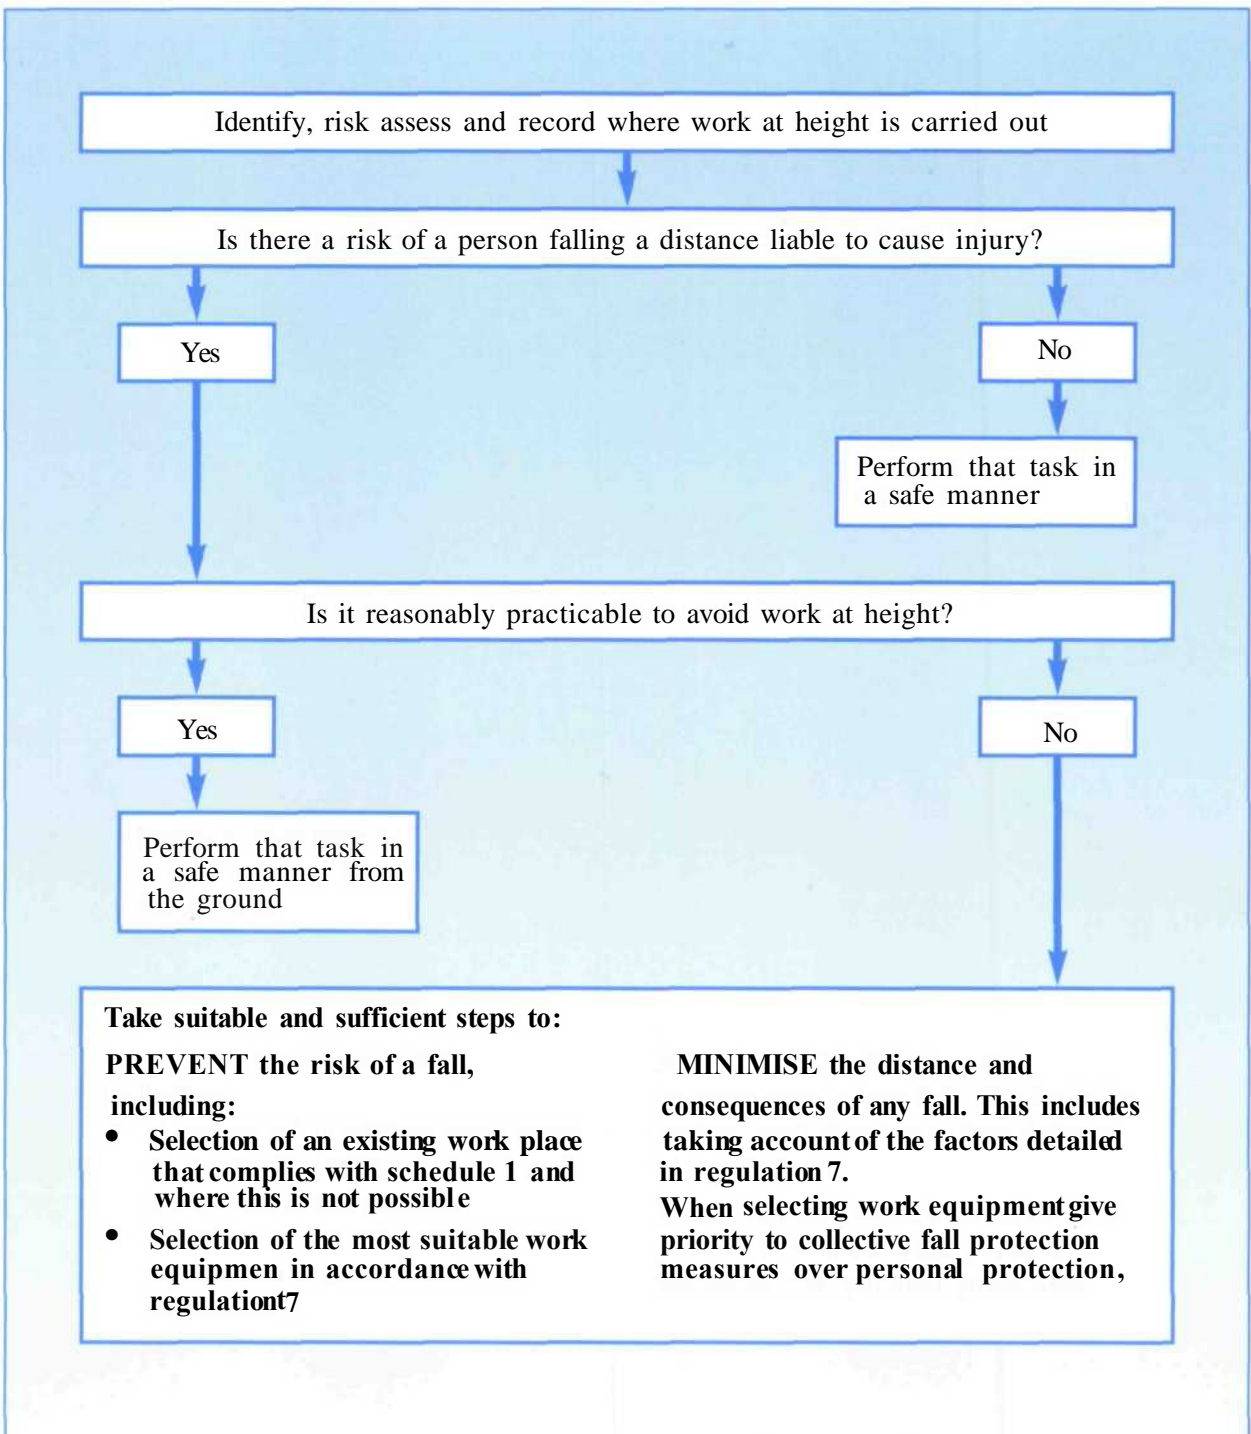 Identify, risk assess and record where work at height is carried out
Is there a risk of a person falling a distance liable to cause injury?
Yes
No
Perform that task in
a safe manner
Is it reasonably practicable to avoid work at height?
Yes
No
Perform that task in
a safe manner from
the ground
Take suitable and sufficient steps to:
PREVENT the risk of a fall,
including:
• Selection of an existing work place
that complies with schedule 1 and
where this is not possible
• Selection of the most suitable work
equipmen in accordance with
regulationt7
MINIMISE the distance and
consequences of any fall. This includes
taking account of the factors detailed
in regulation 7.
When selecting work equipment give
priority to collective fall protection
measures over personal protection,